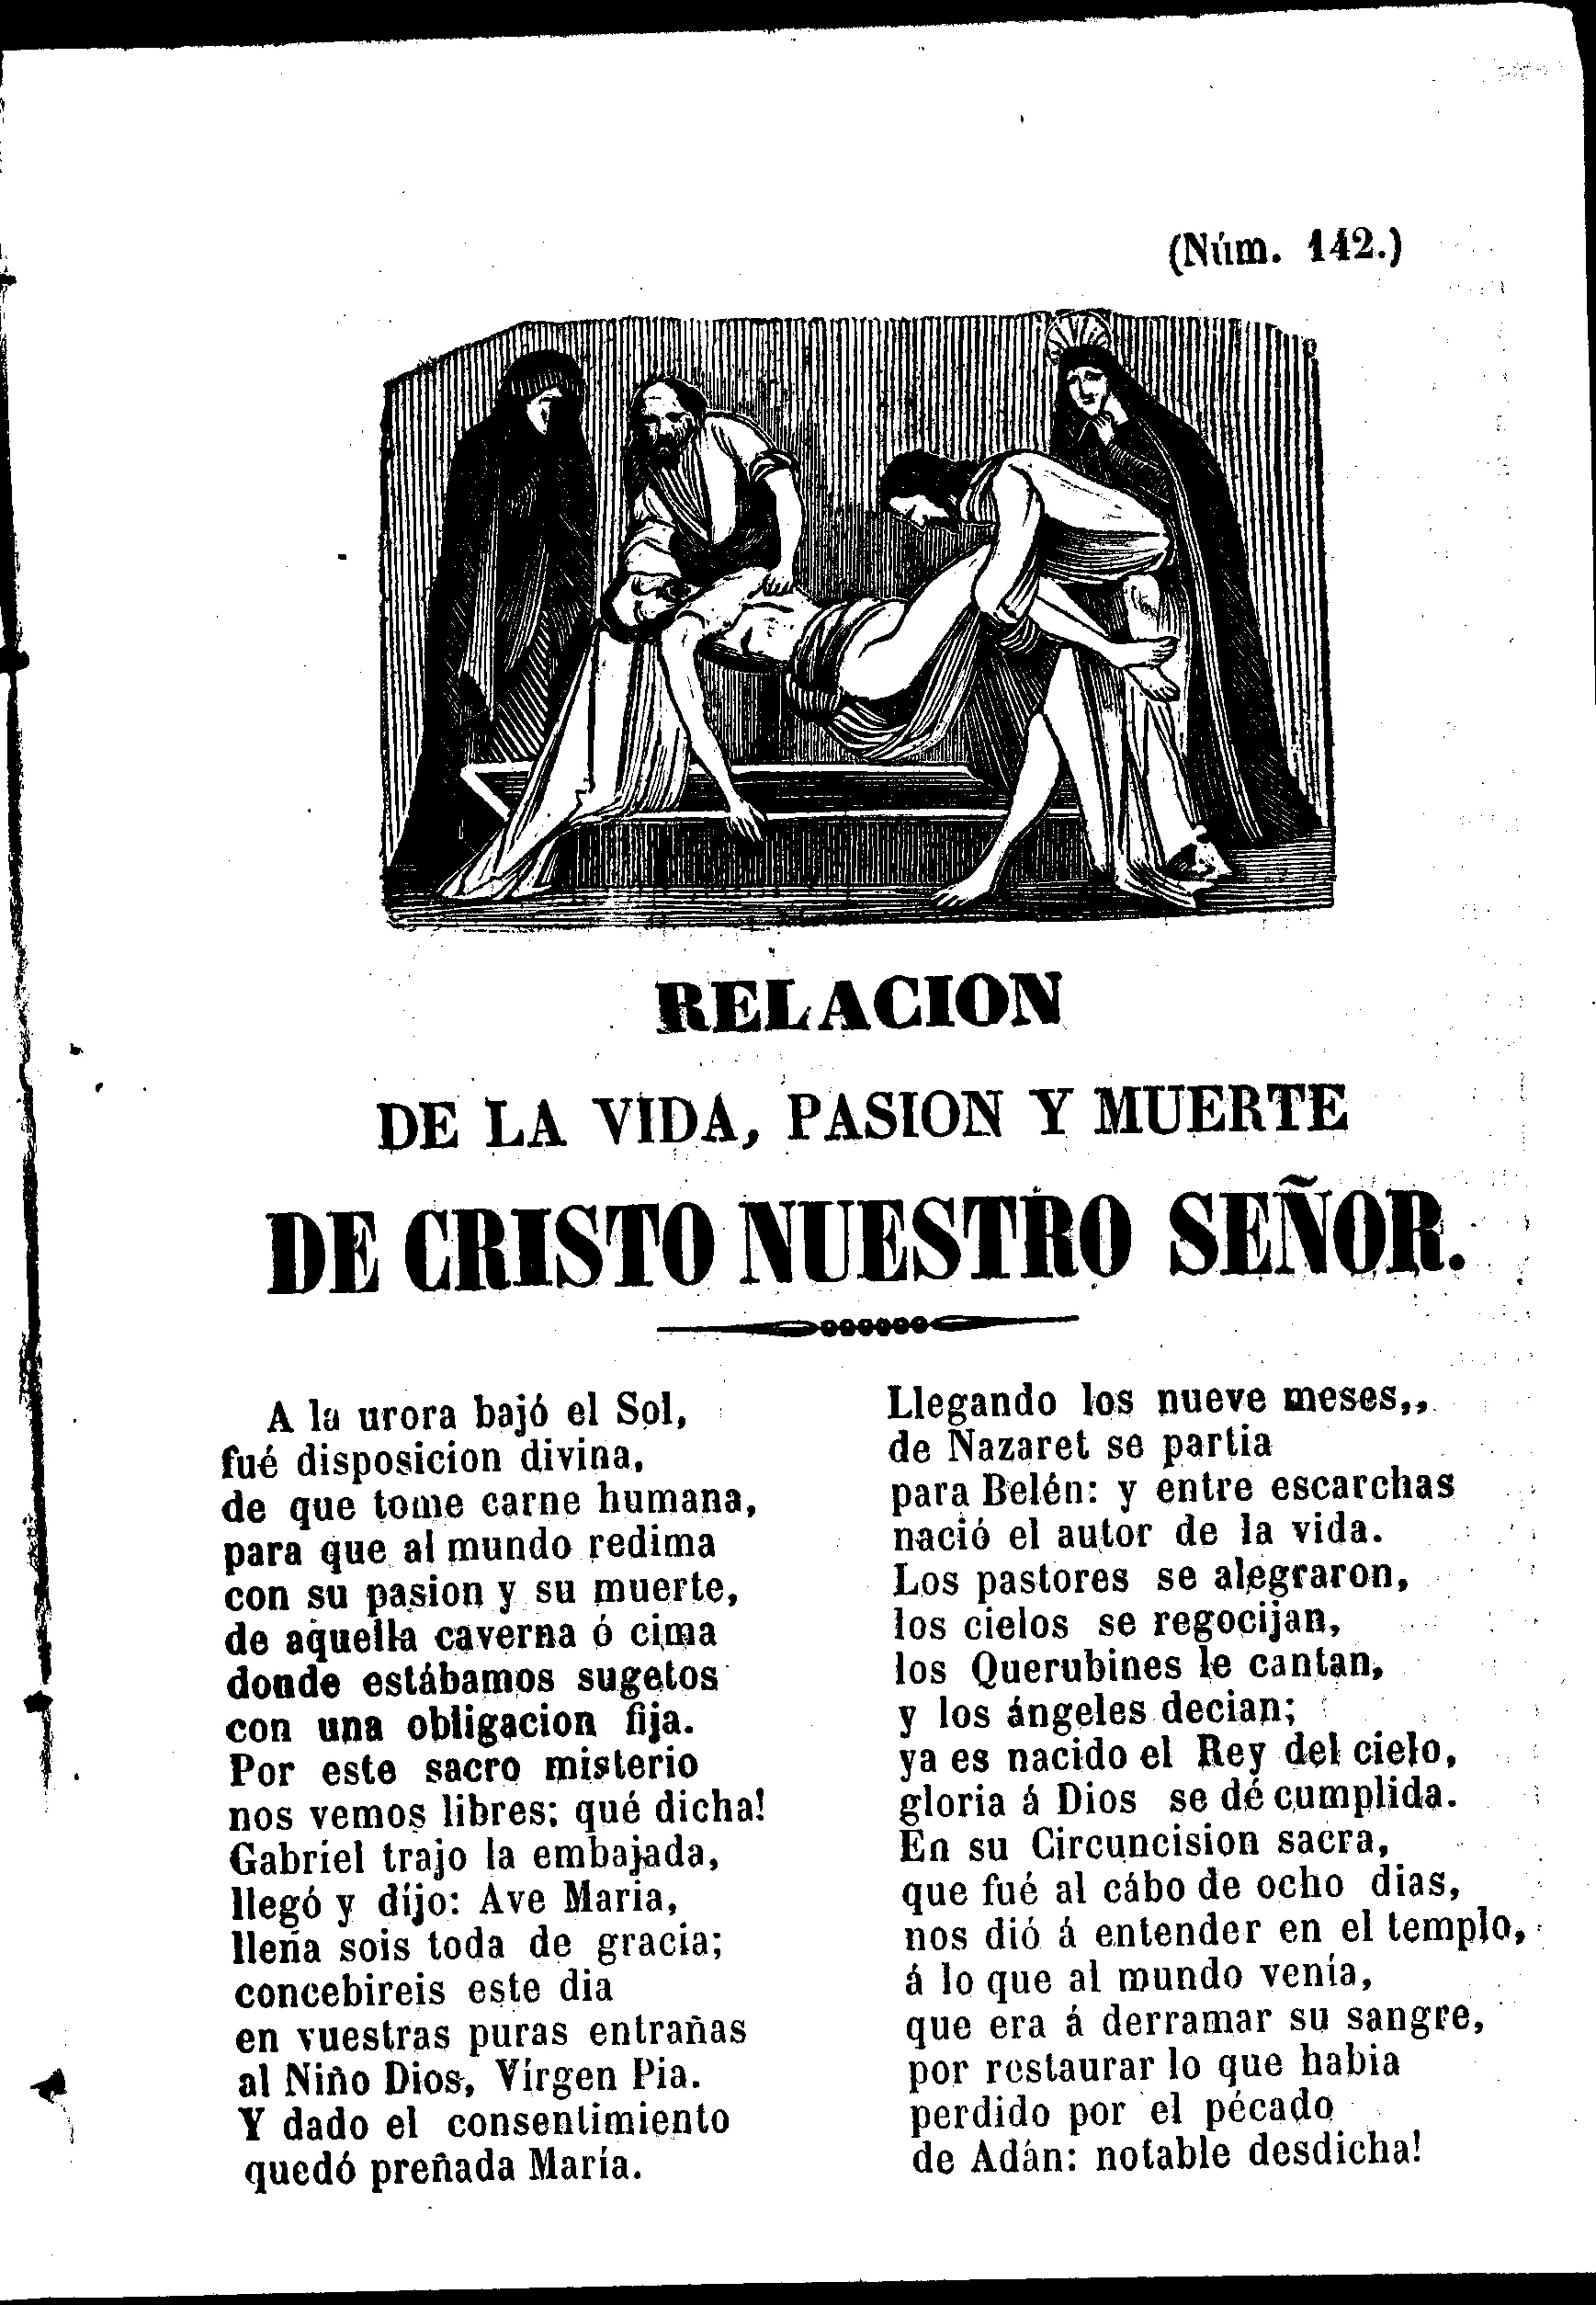 (Núm. 142.)
RELACION
DE LA VIDA, PASION Y MUERTE
DE CRISTO NUESTRO SEÑOR.
A la urora bajó el Sol,
fué disposicion divina,
de que tome carne humana,
para que al mundo redima
con su pasion y su muerte,
de aquella caverna ó cima
donde estábamos sugetos
con una obligacion fija.
Por este sacro misterio
nos vemos libres; qué dicha!
Gabriel trajo la embajada,
llegó y dijo: Ave Maria,
llena sois toda de gracia;
concebireis este dia
en vuestras puras entrañas
al Niño Dios, Vírgen Pia.
Y dado el consentimiento
quedó preñada María.
Llegando los nueve meses,,
de Nazaret se partia
para Belén: y entre escarchas
nació el autor de la vida.
Los pastores se alegraron,
los cielos se regocijan,
los Querubines le cantan,
y los ángeles decian;
ya es nacido el Rey del cielo,
gloria á Dios se dé cumplida.
En su Circuncision sacra,
que fué al cábo de ocho dias,
nos dió á entender en el templo,
á lo que al mundo venía,
que era á derramar su sangre,
por restaurar lo que habia
perdido por el pécado
de Adán: notable desdicha!